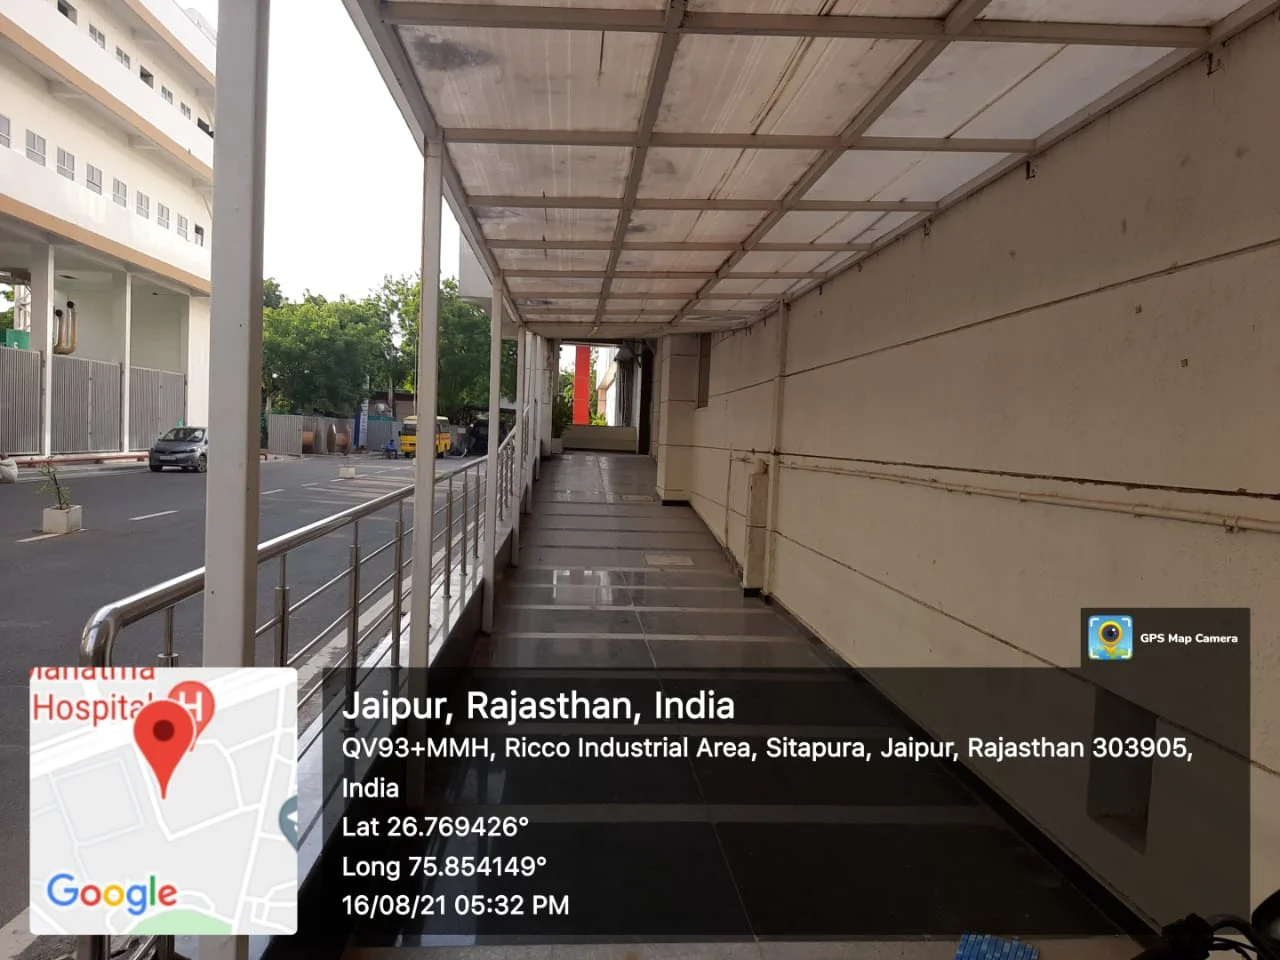 GPS Map Camera
Hospital
H
Jaipur, Rajasthan, India
QV93+MMH, Ricco Industrial Area, Sitapura, Jaipur, Rajasthan 303905,
India
Lat 26.769426°
Long 75.854149°
16/08/21 05:32 PM
Google